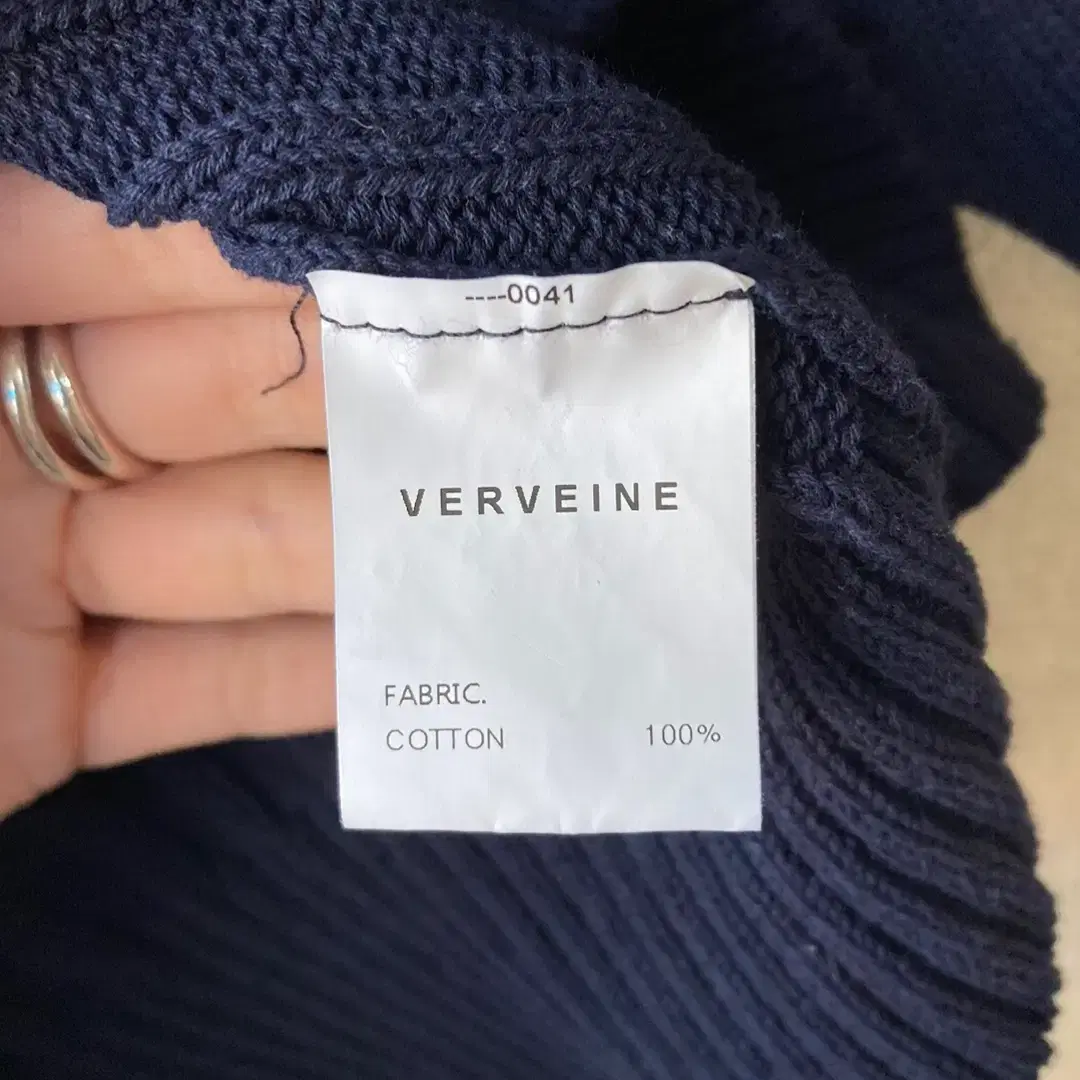 ----0041
VERVEINE
FABRIC.
COTTON 100%